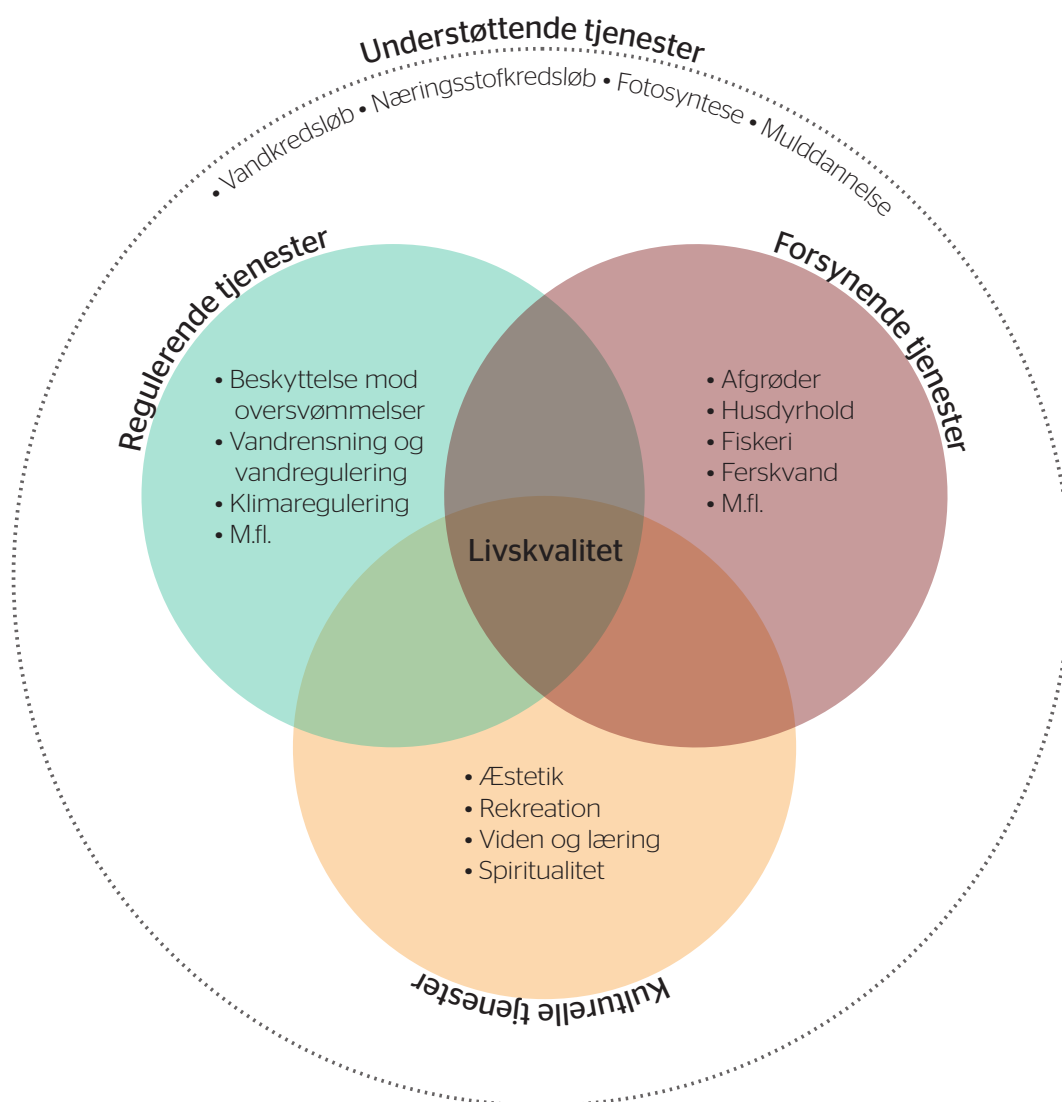 Understøttende tjenester
• Vandkredsløb • Næringsstofkredsløb • Fotosyntese • Mulddannelse
Regulerende tjenester
• Beskyttelse mod
oversvømmelser
• Vandrensning og
vandregulering
• Klimaregulering
• M.fl.
Forsynende tjenester
• Afgrøder
• Husdyrhold
• Fiskeri
• Ferskvand
• M.fl.
Livskvalitet
• Æstetik
• Rekreation
• Viden og læring
• Spiritualitet
Kulturelle tjenester